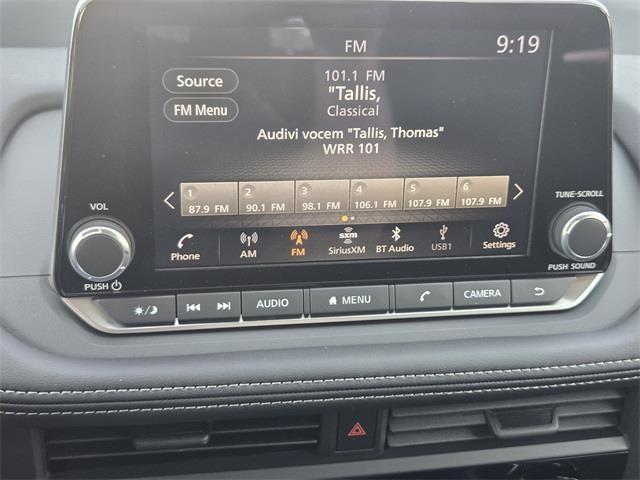 FM 9:19
Source 101.1 FM
"Tallis,
FM Menu Classical
Audivi vocem "Tallis, Thomas"
WRR 101
1 2 3 4 5 6
87.9 FM 90.1 FM 98.1 FM 106.1 FM 107.9 FM 107.9 FM
VOL TUNE·SCROLL
sxm
Phone AM FM SiriusXM BT Audio USB1 Settings
PUSH PUSH SOUND
AUDIO MENU CAMERA